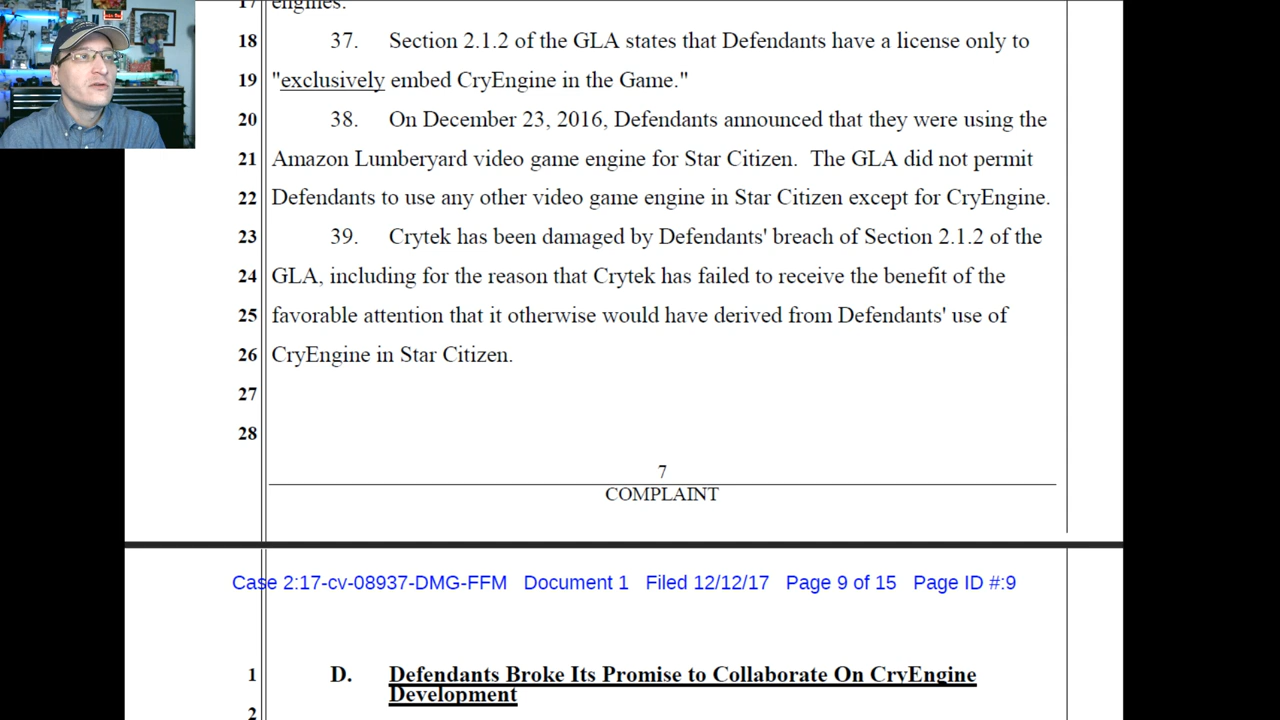 17 engines.
18 37. Section 2.1.2 of the GLA states that Defendants have a license only to
19 "exclusively embed CryEngine in the Game."
20 38. On December 23, 2016, Defendants announced that they were using the
21 Amazon Lumberyard video game engine for Star Citizen. The GLA did not permit
22 Defendants to use any other video game engine in Star Citizen except for CryEngine.
23 39. Crytek has been damaged by Defendants' breach of Section 2.1.2 of the
24 GLA, including for the reason that Crytek has failed to receive the benefit of the
25 favorable attention that it otherwise would have derived from Defendants' use of
26 CryEngine in Star Citizen.
27
28
7
COMPLAINT
Case 2:17-cv-08937-DMG-FFM Document 1 Filed 12/12/17 Page 9 of 15 Page ID #:9
1 D. Defendants Broke Its Promise to Collaborate On CryEngine
Development
2